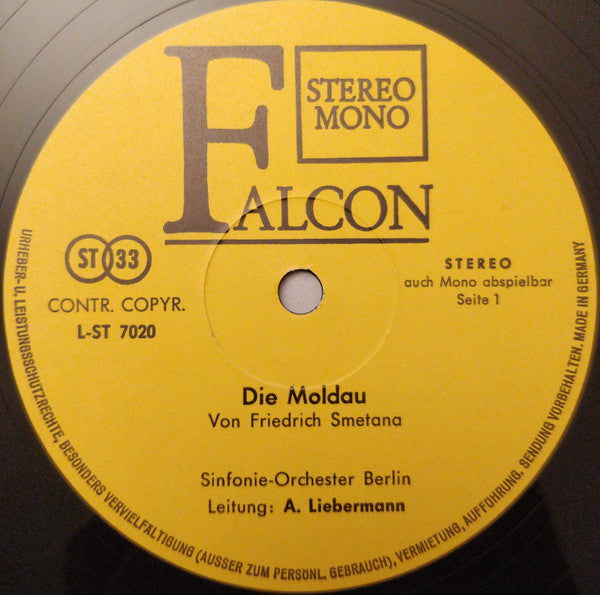 STEREO
MONO
FALCON
ST 33
CONTR. COPYR.
L-ST 7020
STEREO
auch Mono abspielbar
Seite 1
Die Moldau
Von Friedrich Smetana
Sinfonie-Orchester Berlin
Leitung: A. Liebermann
URHEBER- U. LEISTUNGSSCHUTZRECHTE, BESONDERS VERVIELFÄLTIGUNG (AUSSER ZUM PERSÖNL. GEBRAUCH), VERMIETUNG, AUFFÜHRUNG. SENDUNG VORBEHALTEN. MADE IN GERMANY